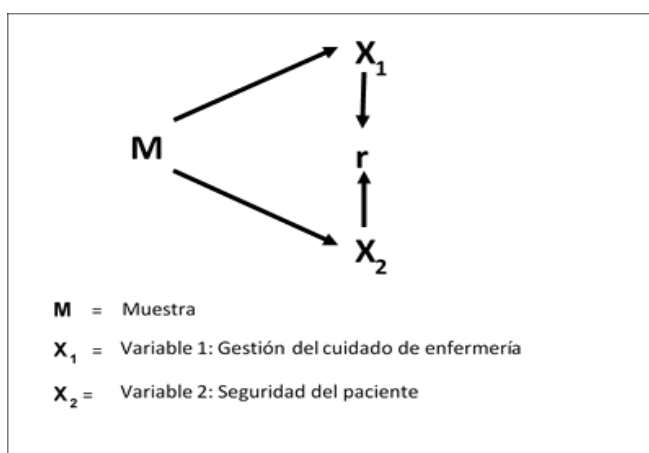 X1
M
r
X2
M = Muestra
X1 = Variable 1: Gestión del cuidado de enfermería
X2 = Variable 2: Seguridad del paciente